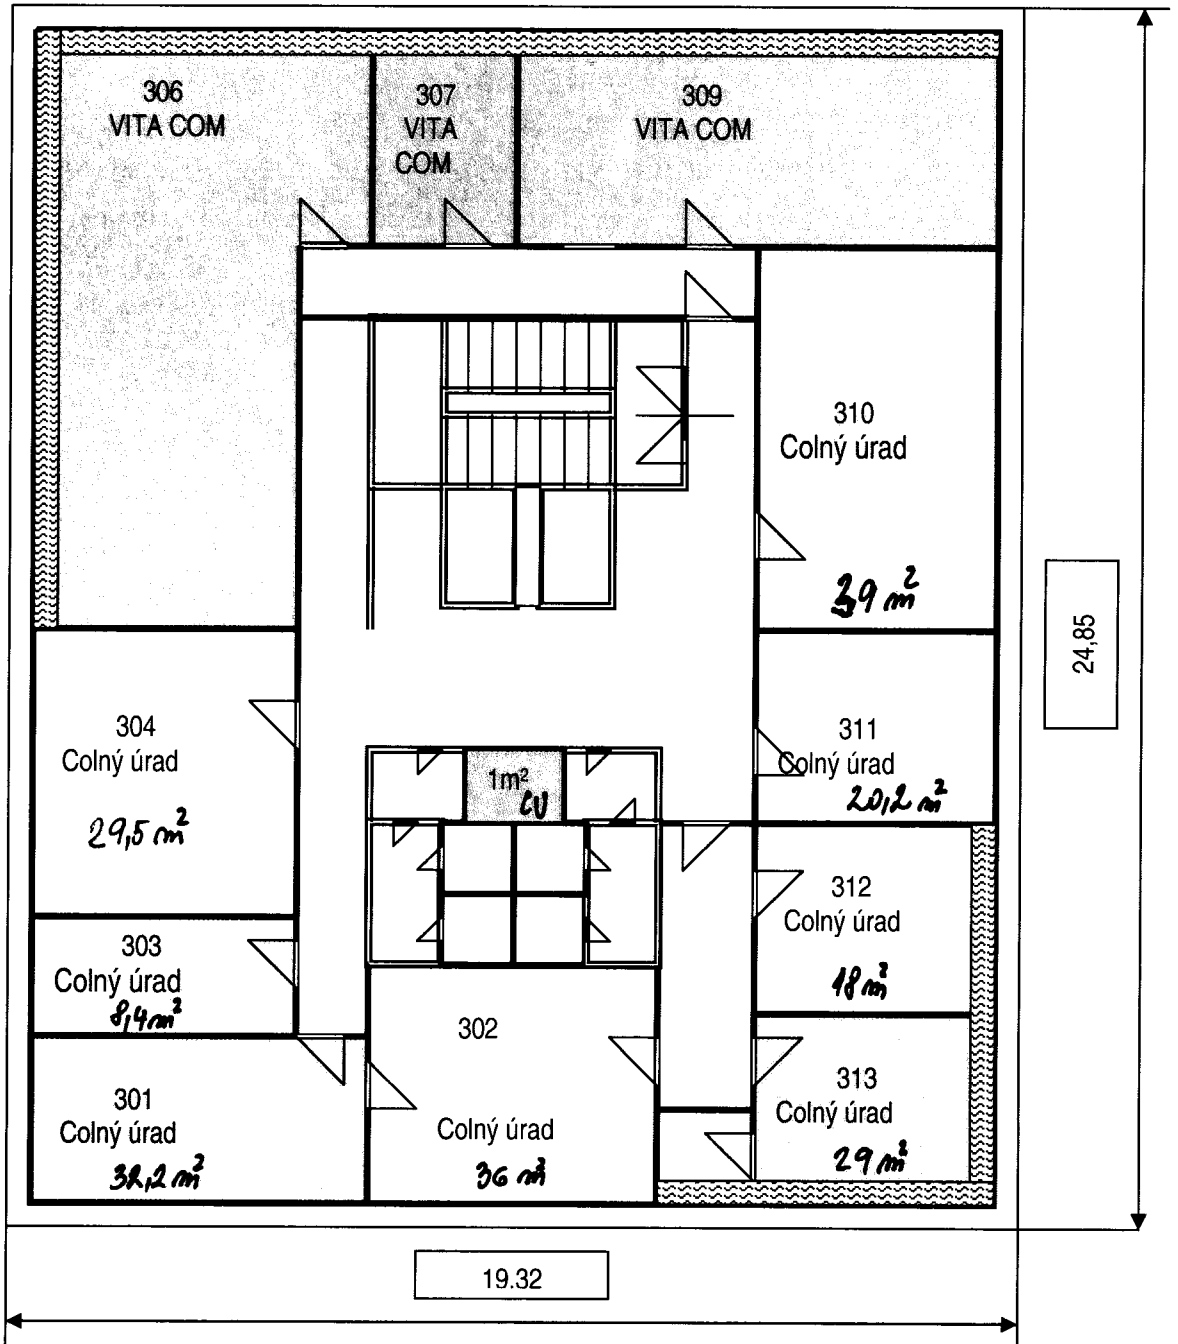 306
VITA COM
307
VITA
COM
309
VITA COM
310
Colný úrad
39 m²
24,85
304
Colný úrad
29,5 m²
311
Colný úrad
20,2 m²
1m²
CU
312
Colný úrad
18 m²
303
Colný úrad
8,4 m²
302
Colný úrad
36 m²
301
Colný úrad
32,2 m²
313
Colný úrad
29 m²
19.32